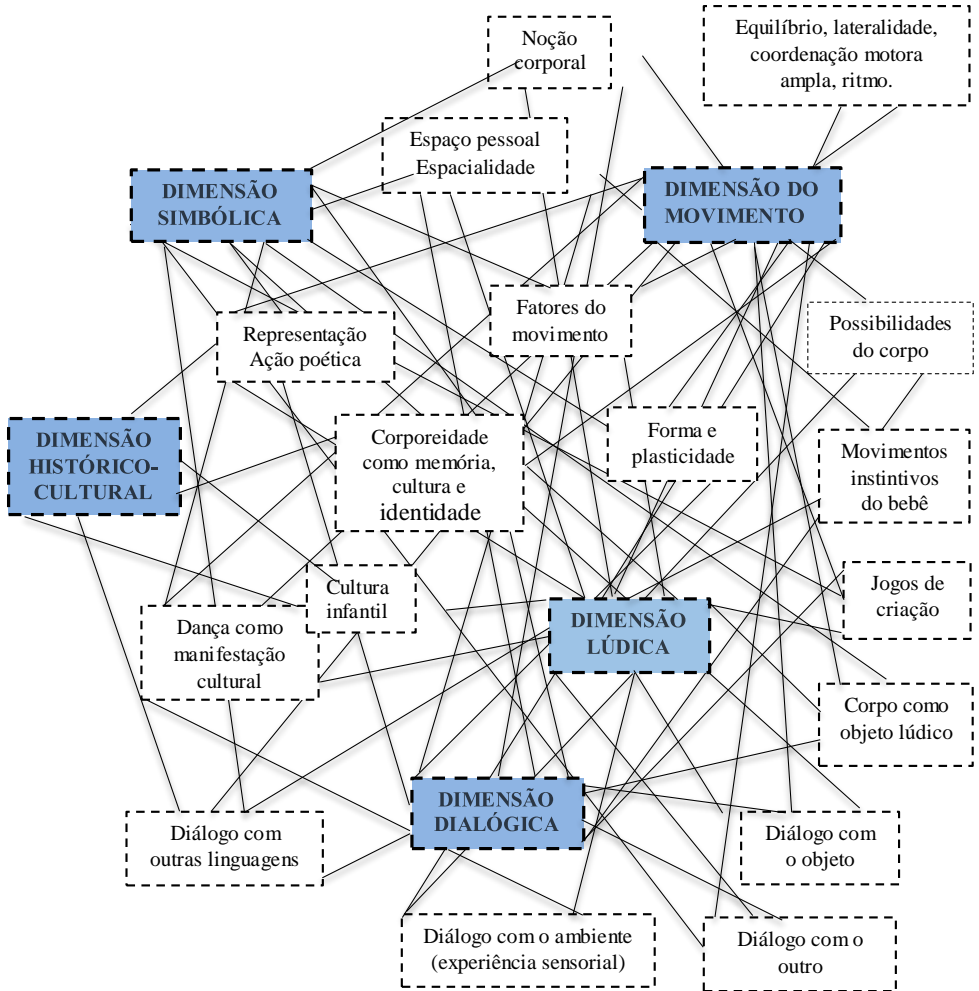 Noção
corporal
Equilíbrio, lateralidade,
coordenação motora
ampla, ritmo.
Espaço pessoal
Espacialidade
DIMENSÃO
SIMBÓLICA
DIMENSÃO DO
MOVIMENTO
Fatores do
movimento
Representação
Ação poética
Possibilidades
do corpo
DIMENSÃO
HISTÓRICO-
CULTURAL
Corporeidade
como memória,
cultura e
identidade
Forma e
plasticidade
Movimentos
instintivos
do bebê
Cultura
infantil
Jogos de
criação
Dança como
manifestação
cultural
DIMENSÃO
LÚDICA
Corpo como
objeto lúdico
DIMENSÃO
DIALÓGICA
Diálogo com
outras linguagens
Diálogo com
o objeto
Diálogo com o ambiente
(experiência sensorial)
Diálogo com o
outro